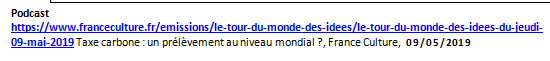 Podcast
https://www.franceculture.fr/emissions/le-tour-du-monde-des-idees/le-tour-du-monde-des-idees-du-jeudi-
09-mai-2019 Taxe carbone : un prélèvement au niveau mondial ?, France Culture, 09/05/2019